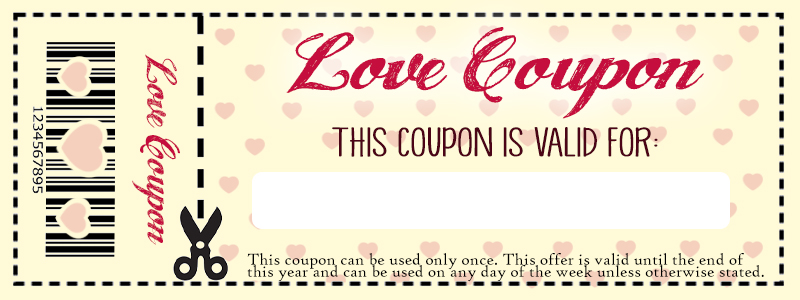 1234567895
Love Coupon
Love Coupon
THIS COUPON IS VALID FOR:
This coupon can be used only once. This offer is valid until the end of
this year and can be used on any day of the week unless otherwise stated.